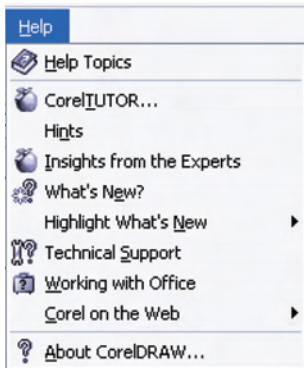 Help
Help Topics
CorelTUTOR...
Hints
Insights from the Experts
What's New?
Highlight What's New
Technical Support
Working with Office
Corel on the Web
About CorelDRAW...